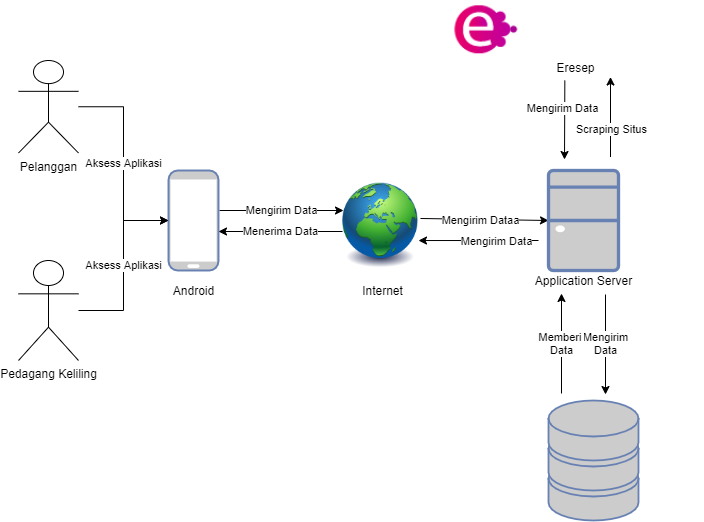 e
Eresep
Mengirim Data
Scraping Situs
Pelanggan
Aksess Aplikasi
Mengirim Data
Menerima Data
Mengirim Dataa
Mengirim Data
Aksess Aplikasi
Android
Internet
Application Server
Pedagang Keliling
Memberi
Data
Mengirim
Data